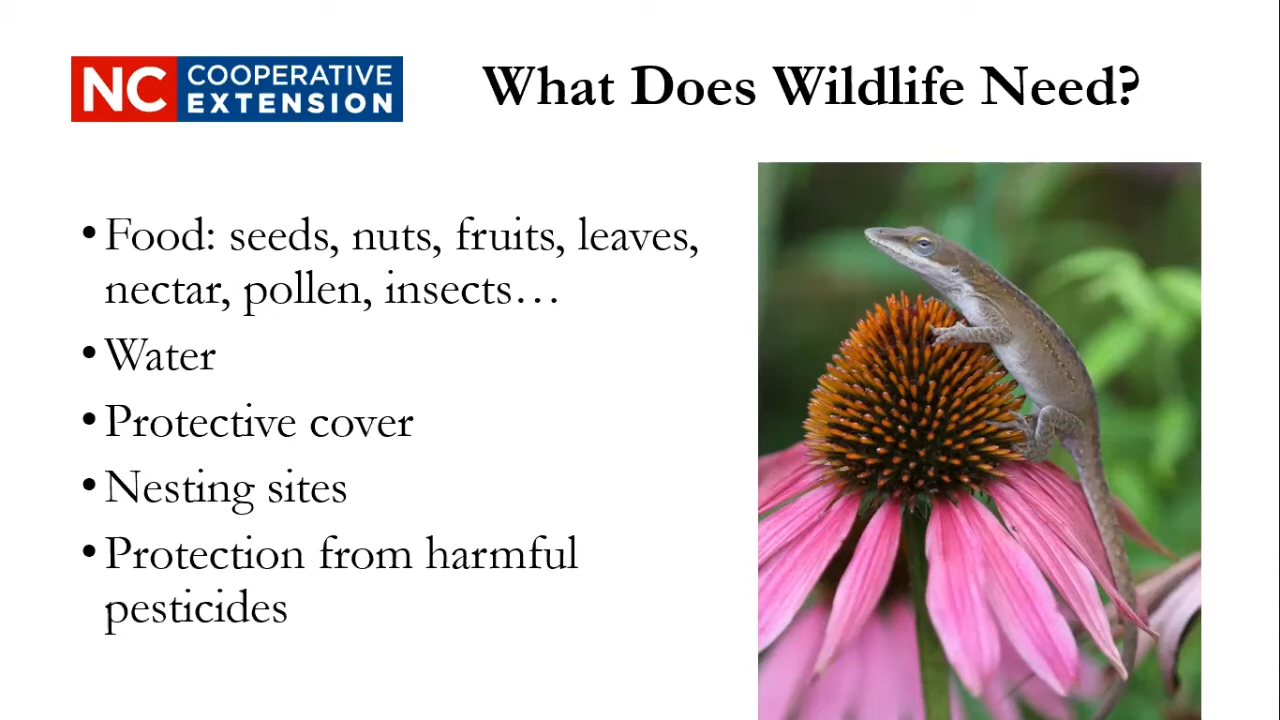 NC COOPERATIVE
EXTENSION
What Does Wildlife Need?
•Food: seeds, nuts, fruits, leaves,
nectar, pollen, insects…
•Water
•Protective cover
•Nesting sites
•Protection from harmful
pesticides